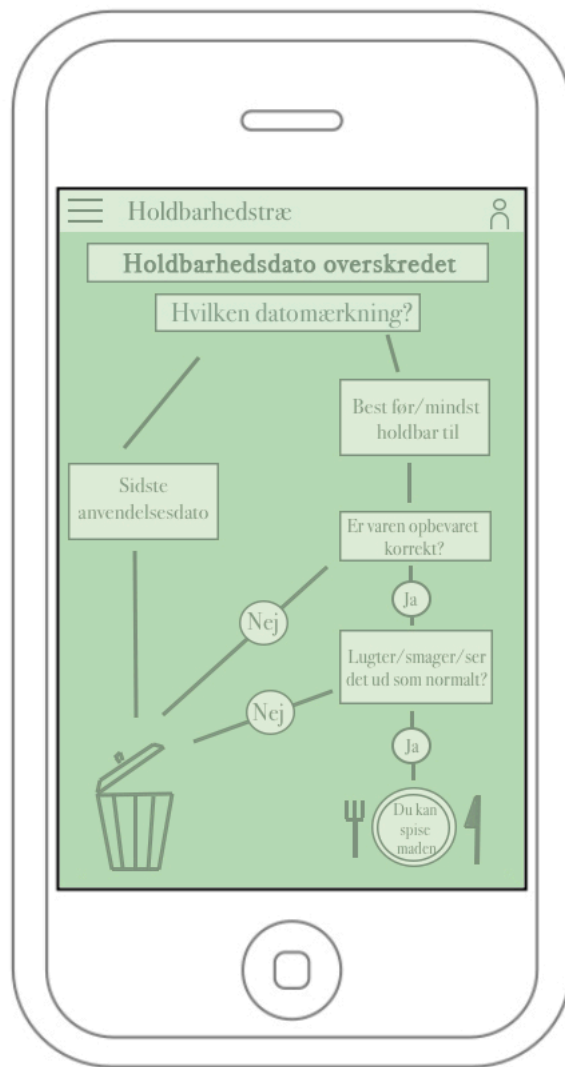 Holdbarhedstræ
Holdbarhedsdato overskredet
Hvilken datomærkning?
Best før/mindst
holdbar til
Sidste
anvendelsesdato
Er varen opbevaret
korrekt?
Ja
Nej
Lugter/smager/ser
det ud som normalt?
Nej
Ja
Du kan
spise
maden